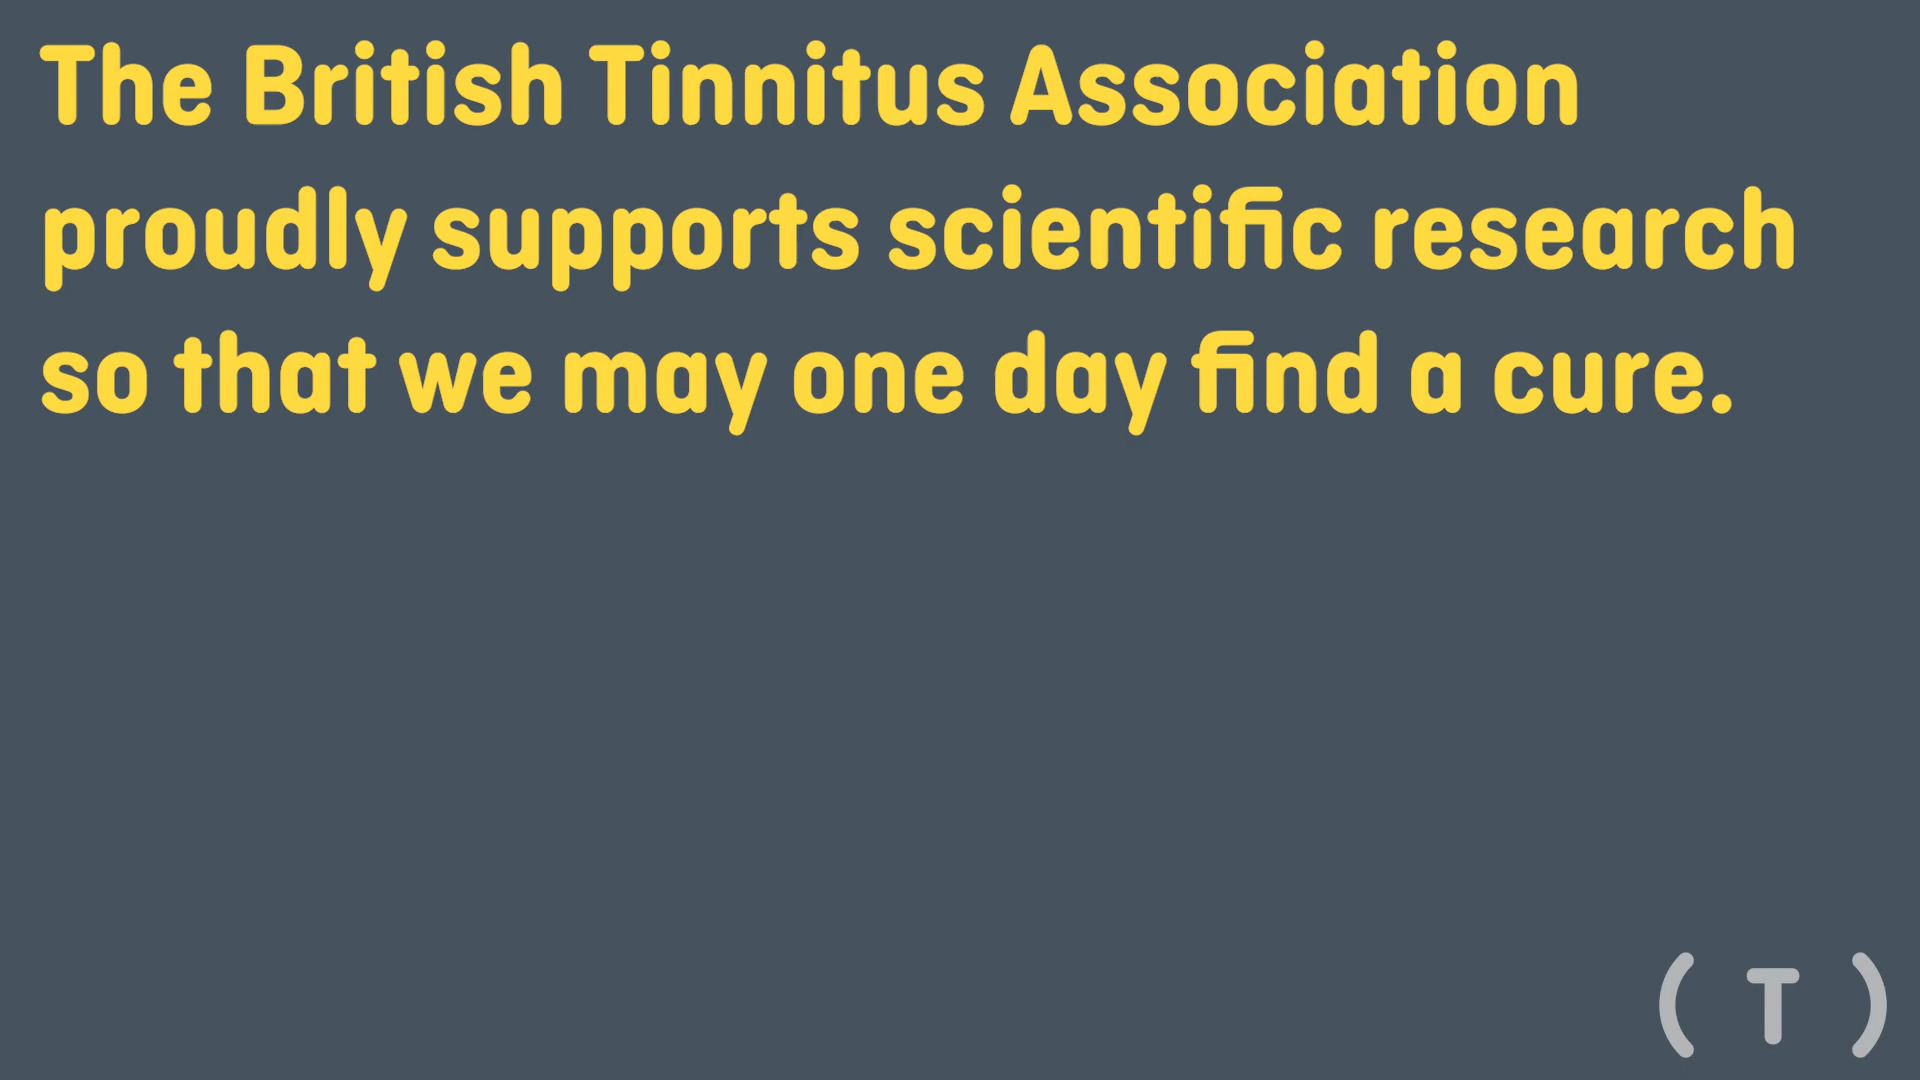 The British Tinnitus Association
proudly supports scientific research
so that we may one day find a cure.
( T )